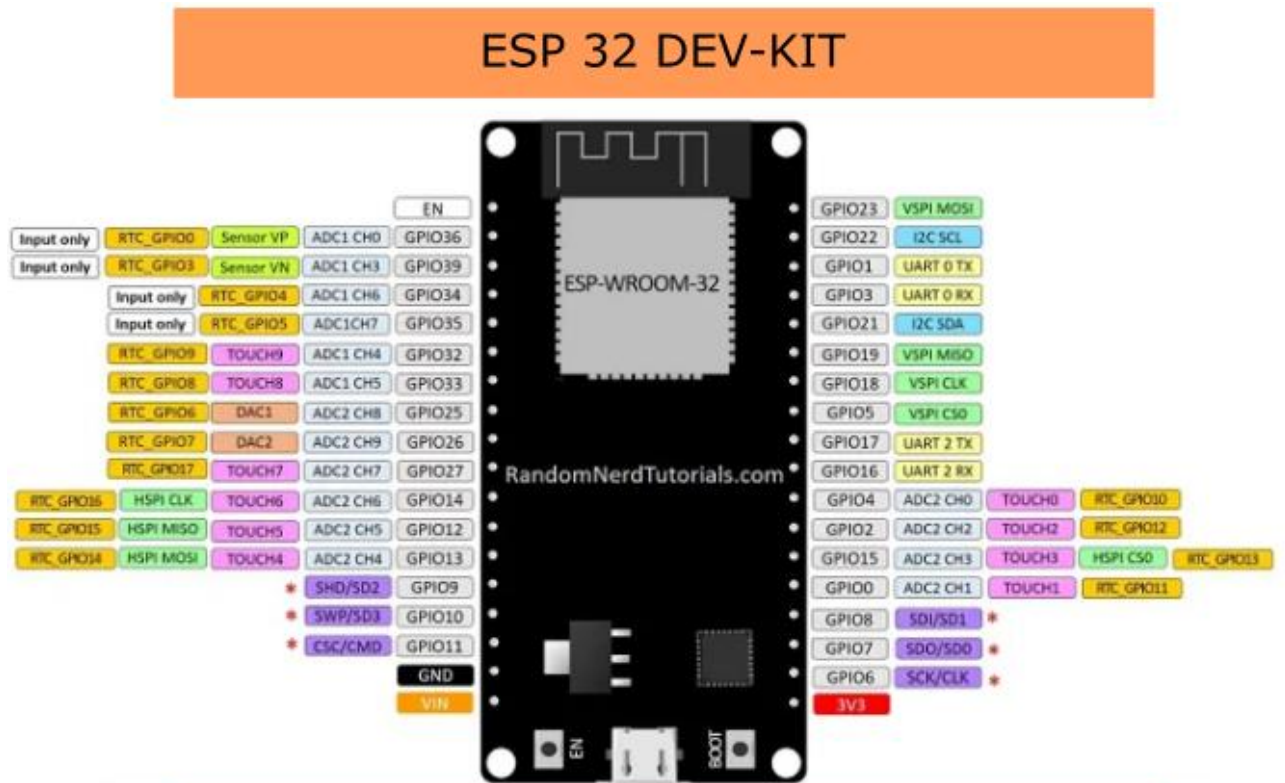 ESP 32 DEV-KIT
EN GPIO23 VSPI MOSI
Input only RTC_GPIO0 Sensor VP ADC1 CH0 GPIO36 GPIO22 I2C SCL
Input only RTC_GPIO3 Sensor VN ADC1 CH3 GPIO39 GPIO1 UART 0 TX
ESP-WROOM-32
Input only RTC_GPIO4 ADC1 CH6 GPIO34 GPIO3 UART 0 RX
Input only RTC_GPIO5 ADC1CH7 GPIO35 GPIO21 I2C SDA
RTC_GPIO9 TOUCH9 ADC1 CH4 GPIO32 GPIO19 VSPI MISO
RTC_GPIO8 TOUCH8 ADC1 CH5 GPIO33 GPIO18 VSPI CLK
RTC_GPIO6 DAC1 ADC2 CH8 GPIO25 GPIO5 VSPI CS0
RTC_GPIO7 DAC2 ADC2 CH9 GPIO26 GPIO17 UART 2 TX
RTC_GPIO17 TOUCH7 ADC2 CH7 GPIO27 RandomNerdTutorials.com GPIO16 UART 2 RX
RTC_GPIO16 HSPI CLK TOUCH6 ADC2 CH6 GPIO14 GPIO4 ADC2 CH0 TOUCH0 RTC_GPIO10
RTC_GPIO15 HSPI MISO TOUCH5 ADC2 CH5 GPIO12 GPIO2 ADC2 CH2 TOUCH2 RTC_GPIO12
RTC_GPIO14 HSPI MOSI TOUCH4 ADC2 CH4 GPIO13 GPIO15 ADC2 CH3 TOUCH3 HSPI CS0 RTC_GPIO13
* SHD/SD2 GPIO9 GPIO0 ADC2 CH1 TOUCH1 RTC_GPIO11
* SWP/SD3 GPIO10 GPIO8 SDI/SD1 *
* CSC/CMD GPIO11 GPIO7 SDO/SD0 *
GND GPIO6 SCK/CLK *
VIN 3V3
EN BOOT